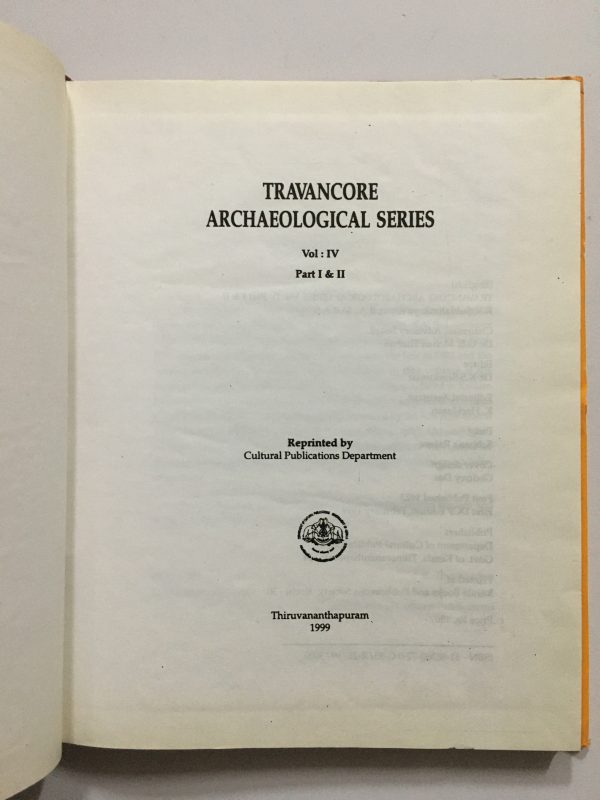 TRAVANCORE
ARCHAEOLOGICAL SERIES
Vol : IV
Part I & II
Reprinted by
Cultural Publications Department
Thiruvananthapuram
1999